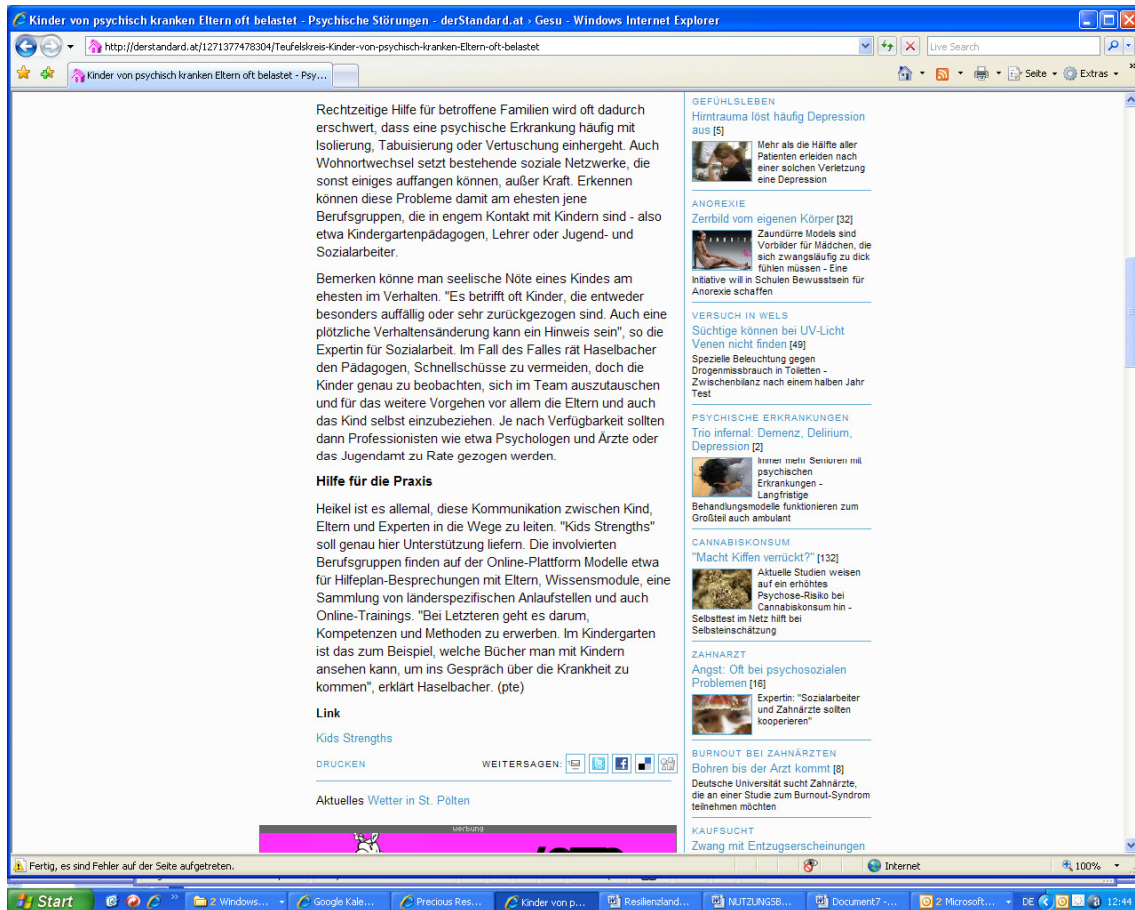 Kinder von psychisch kranken Eltern oft belastet - Psychische Störungen - derStandard.at › Gesu - Windows Internet Explorer
http://derstandard.at/1271377478304/Teufelskreis-Kinder-von-psychisch-kranken-Eltern-oft-belastet
Live Search
Kinder von psychisch kranken Eltern oft belastet - Psy...
Seite
Extras
Rechtzeitige Hilfe für betroffene Familien wird oft dadurch
erschwert, dass eine psychische Erkrankung häufig mit
Isolierung, Tabuisierung oder Vertuschung einhergeht. Auch
Wohnortwechsel setzt bestehende soziale Netzwerke, die
sonst einiges auffangen können, außer Kraft. Erkennen
können diese Probleme damit am ehesten jene
Berufsgruppen, die in engem Kontakt mit Kindern sind - also
etwa Kindergartenpädagogen, Lehrer oder Jugend- und
Sozialarbeiter.
Bemerken könne man seelische Nöte eines Kindes am
ehesten im Verhalten. "Es betrifft oft Kinder, die entweder
besonders auffällig oder sehr zurückgezogen sind. Auch eine
plötzliche Verhaltensänderung kann ein Hinweis sein", so die
Expertin für Sozialarbeit. Im Fall des Falles rät Haselbacher
den Pädagogen, Schnellschüsse zu vermeiden, doch die
Kinder genau zu beobachten, sich im Team auszutauschen
und für das weitere Vorgehen vor allem die Eltern und auch
das Kind selbst einzubeziehen. Je nach Verfügbarkeit sollten
dann Professionisten wie etwa Psychologen und Ärzte oder
das Jugendamt zu Rate gezogen werden.
Hilfe für die Praxis
Heikel ist es allemal, diese Kommunikation zwischen Kind,
Eltern und Experten in die Wege zu leiten. "Kids Strengths"
soll genau hier Unterstützung liefern. Die involvierten
Berufsgruppen finden auf der Online-Plattform Modelle etwa
für Hilfeplan-Besprechungen mit Eltern, Wissensmodule, eine
Sammlung von länderspezifischen Anlaufstellen und auch
Online-Trainings. "Bei Letzteren geht es darum,
Kompetenzen und Methoden zu erwerben. Im Kindergarten
ist das zum Beispiel, welche Bücher man mit Kindern
ansehen kann, um ins Gespräch über die Krankheit zu
kommen", erklärt Haselbacher. (pte)
Link
Kids Strengths
DRUCKEN
WEITERSAGEN:
Aktuelles Wetter in St. Pölten
werbung
GEFÜHLSLEBEN
Hirntrauma löst häufig Depression
aus [5]
Mehr als die Hälfte aller
Patienten erleiden nach
einer solchen Verletzung
eine Depression
ANOREXIE
Zerrbild vom eigenen Körper [32]
Zaundürre Models sind
Vorbilder für Mädchen, die
sich zwangsläufig zu dick
fühlen müssen - Eine
Initiative will in Schulen Bewusstsein für
Anorexie schaffen
VERSUCH IN WELS
Süchtige können bei UV-Licht
Venen nicht finden [49]
Spezielle Beleuchtung gegen
Drogenmissbrauch in Toiletten -
Zwischenbilanz nach einem halben Jahr
Test
PSYCHISCHE ERKRANKUNGEN
Trio infernal: Demenz, Delirium,
Depression [2]
Immer mehr Senioren mit
psychischen
Erkrankungen -
Langfristige
Behandlungsmodelle funktionieren zum
Großteil auch ambulant
CANNABISKONSUM
"Macht Kiffen verrückt?" [132]
Aktuelle Studien weisen
auf ein erhöhtes
Psychose-Risiko bei
Cannabiskonsum hin -
Selbsttest im Netz hilft bei
Selbsteinschätzung
ZAHNARZT
Angst: Oft bei psychosozialen
Problemen [16]
Expertin: "Sozialarbeiter
und Zahnärzte sollten
kooperieren"
BURNOUT BEI ZAHNÄRZTEN
Bohren bis der Arzt kommt [8]
Deutsche Universität sucht Zahnärzte,
die an einer Studie zum Burnout-Syndrom
teilnehmen möchten
KAUFSUCHT
Zwang mit Entzugserscheinungen
Fertig, es sind Fehler auf der Seite aufgetreten.
Internet
100%
Start
2 Windows...
Google Kale...
Precious Res...
Kinder von p...
Resilienzland...
NUTZUNGSB...
Document7 -...
2 Microsoft...
DE
12:44